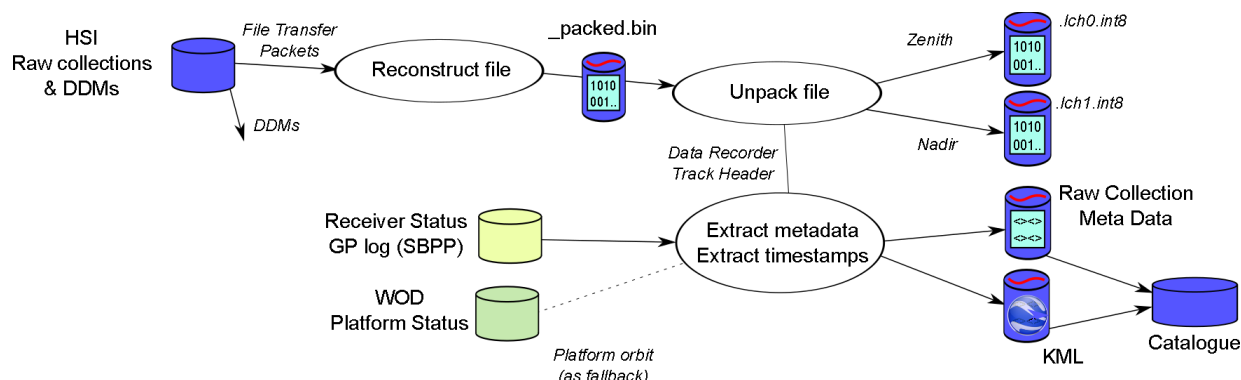 HSI
Raw collections
& DDMs
File Transfer
Packets
DDMs
Reconstruct file
_packed.bin
1010
001..
Unpack file
Zenith
.lch0.int8
1010
001..
Nadir
.lch1.int8
1010
001..
Data Recorder
Track Header
Receiver Status
GP log (SBPP)
WOD
Platform Status
Platform orbit
(as fallback)
Extract metadata
Extract timestamps
Raw Collection
Meta Data
<><>
<><>
KML
Catalogue